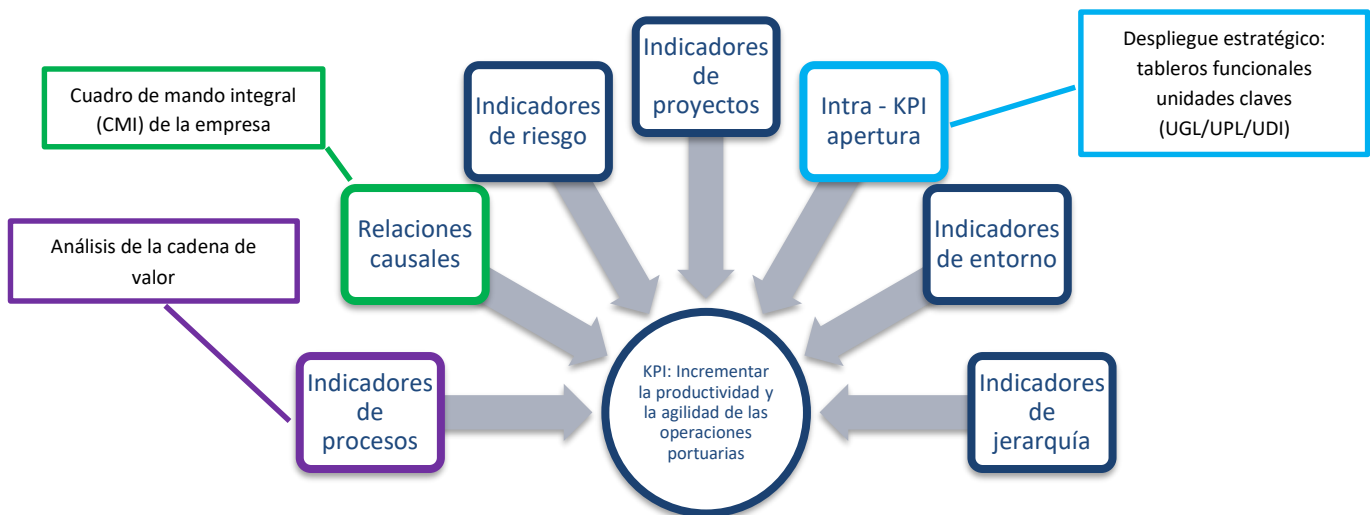 Indicadores
de
proyectos
Despliegue estratégico:
tableros funcionales
unidades claves
(UGL/UPL/UDI)
Cuadro de mando integral
(CMI) de la empresa
Indicadores
de riesgo
Intra - KPI
apertura
Relaciones
causales
Indicadores
de entorno
Análisis de la cadena de
valor
Indicadores
de
procesos
KPI: Incrementar
la productividad y
la agilidad de las
operaciones
portuarias
Indicadores
de
jerarquía